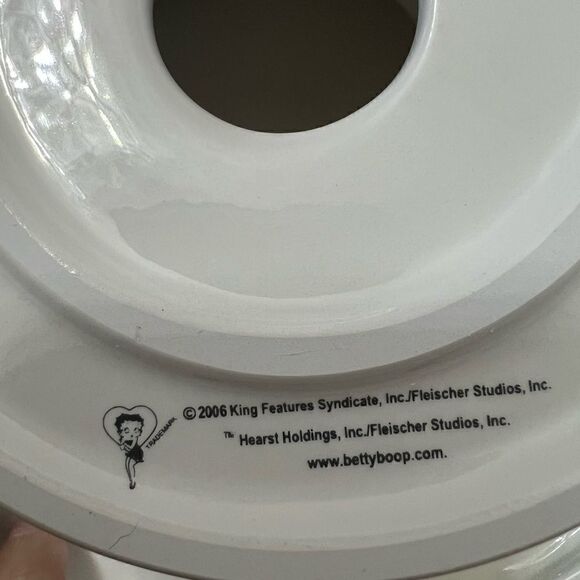 TRADEMARK
©2006 King Features Syndicate, Inc./Fleischer Studios, Inc.
™ Hearst Holdings, Inc./Fleischer Studios, Inc.
www.bettyboop.com.